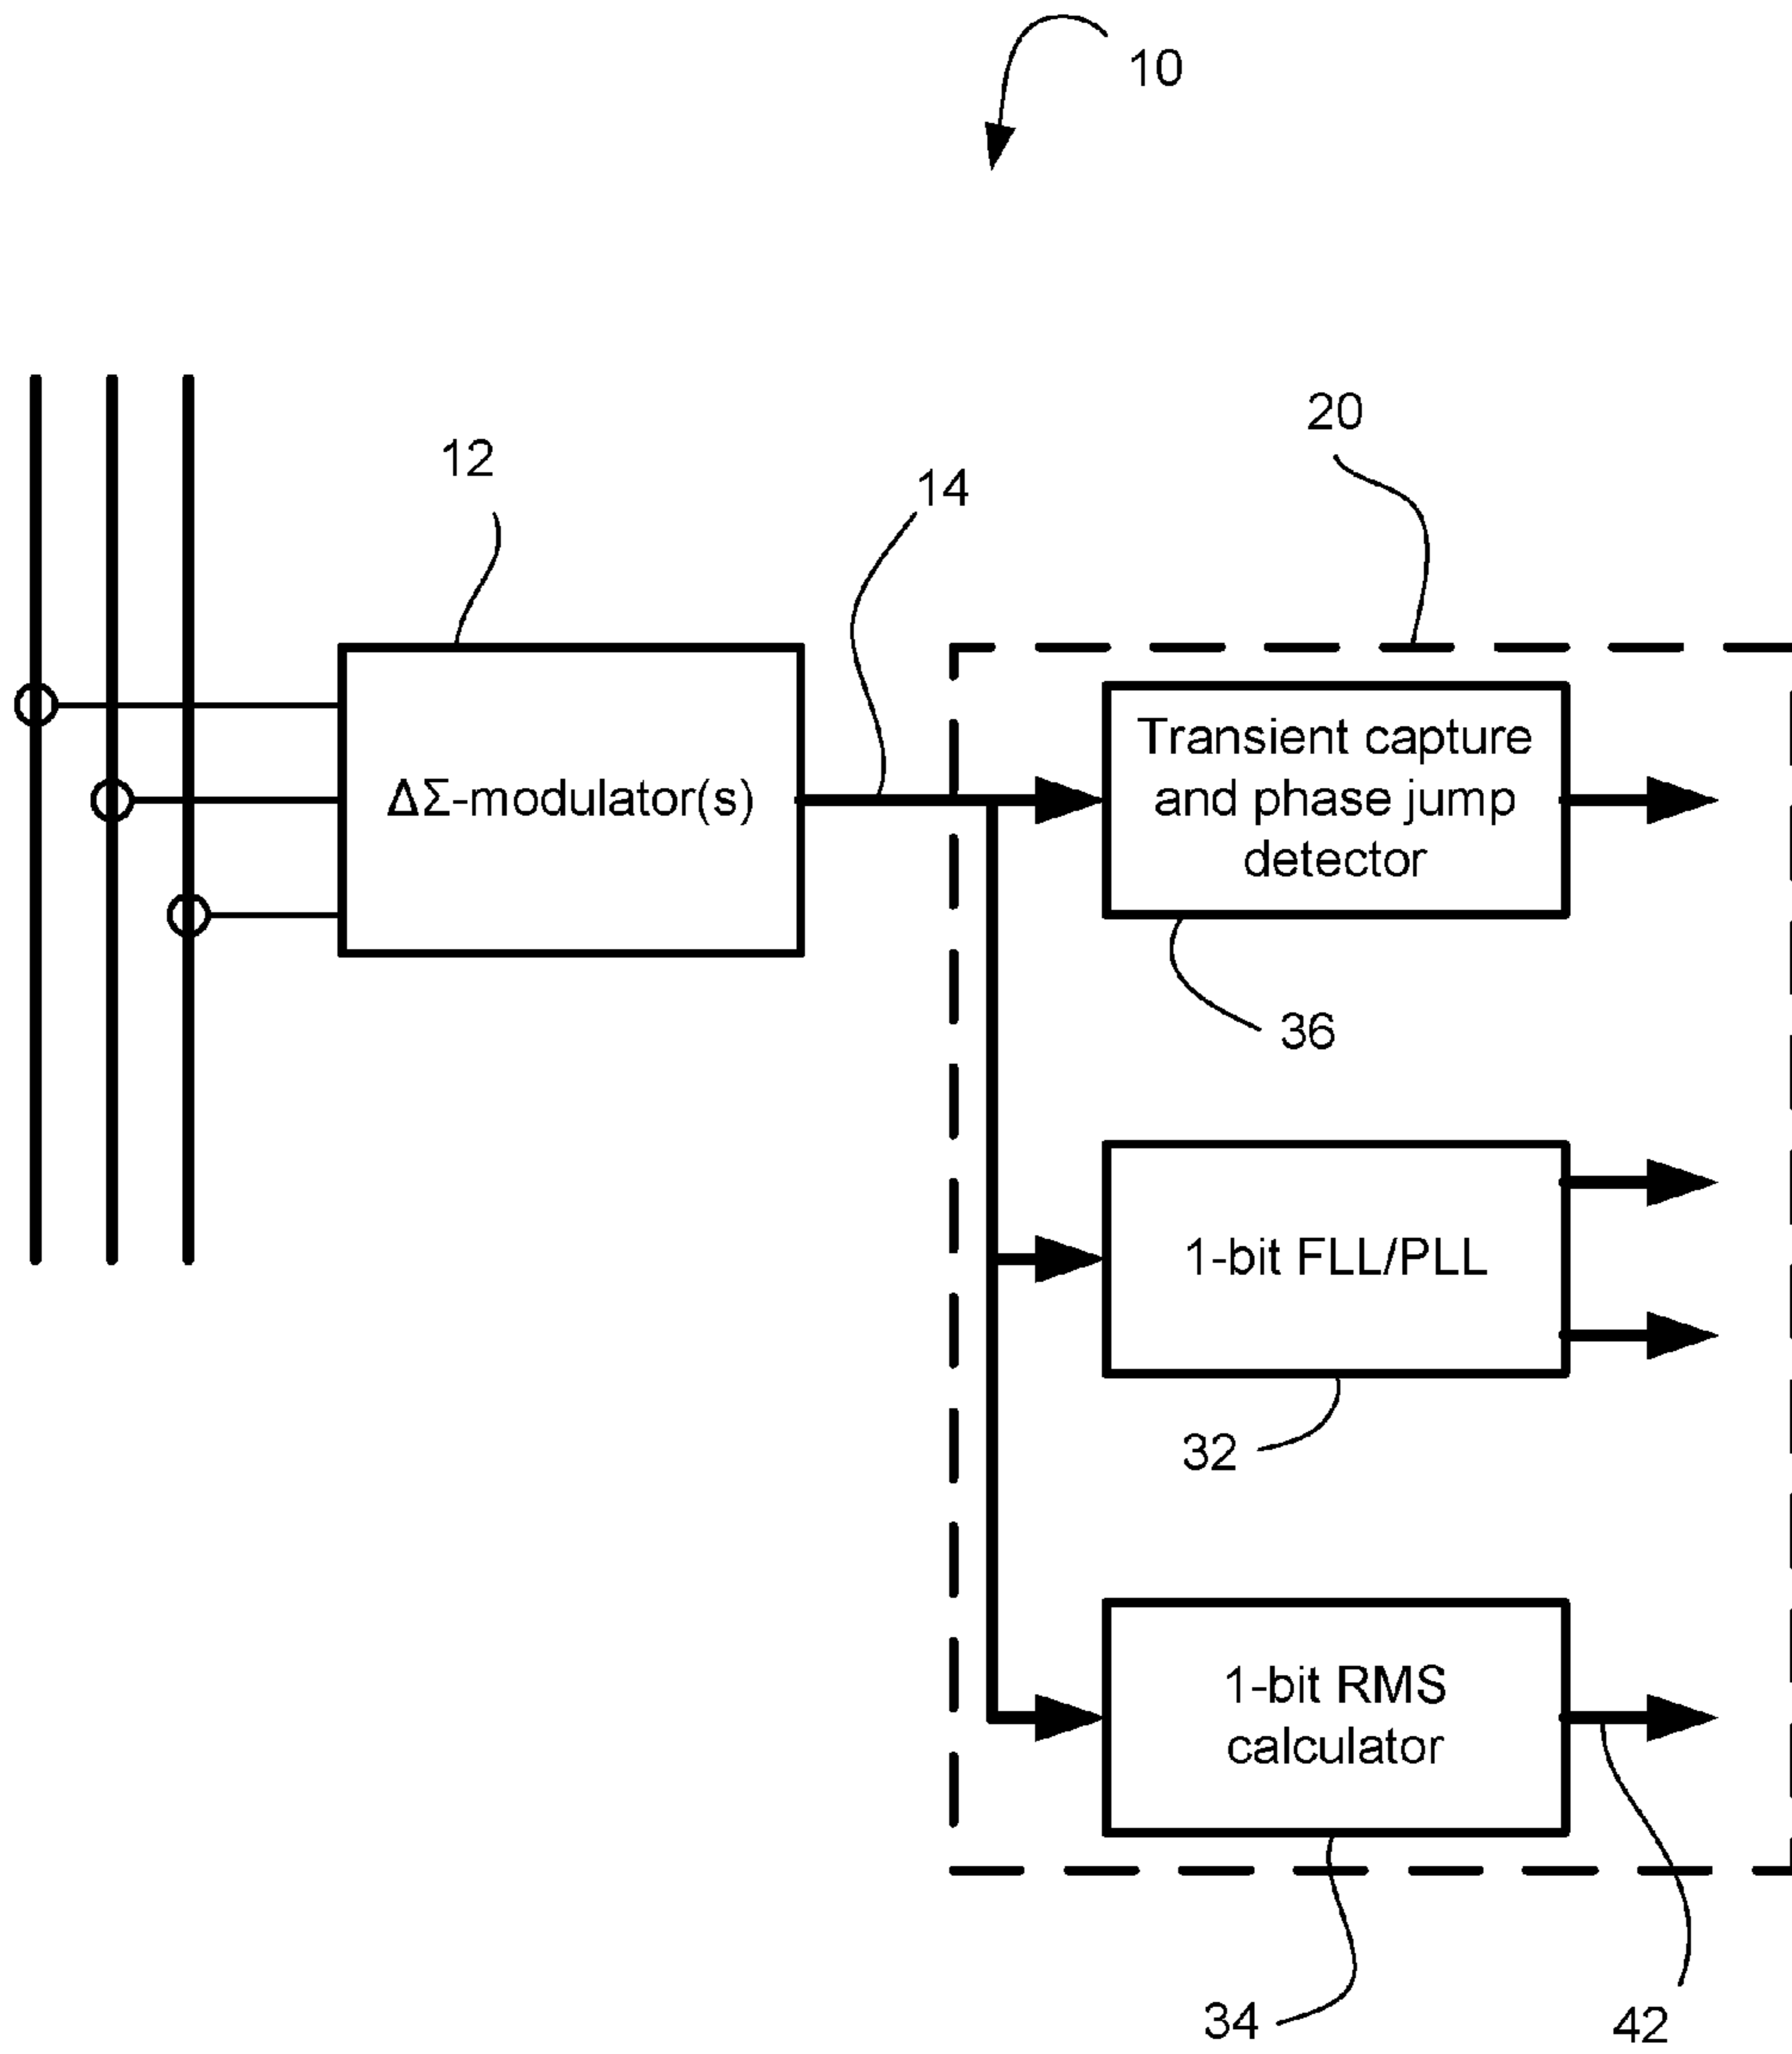 10
20
12
14
Transient capture
and phase jump
detector
ΔΣ-modulator(s)
36
1-bit FLL/PLL
32
1-bit RMS
calculator
34
42